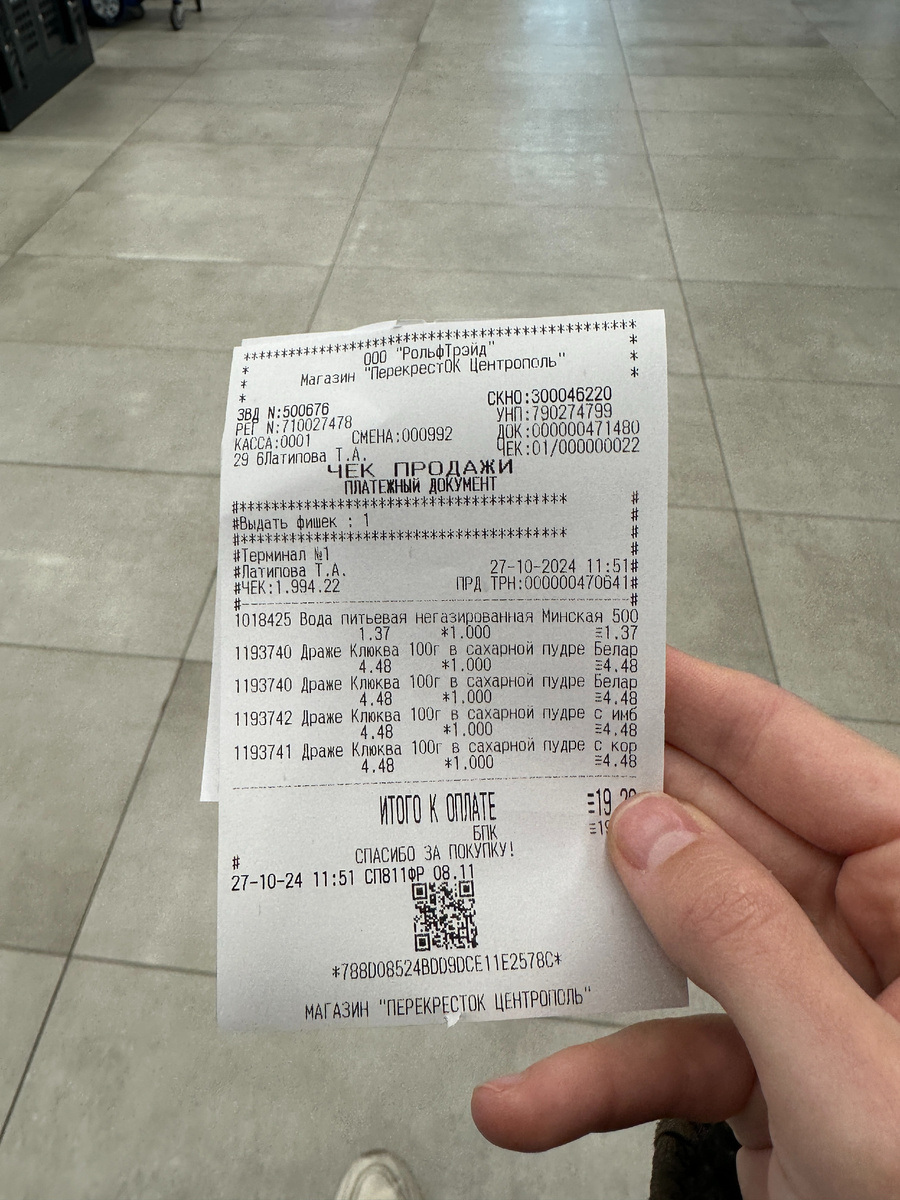 ************************************************
* ООО "РольфТрэйд" *
* Магазин "ПерекрестОК Центрополь" *
* *
ЗВД N:500676 СКНО:300046220
РЕГ N:710027478 УНП:790274799
КАССА:0001 СМЕНА:000992 ДОК:000000471480
29 6Латипова Т.А. ЧЕК:01/000000022
ЧЕК ПРОДАЖИ
ПЛАТЕЖНЫЙ ДОКУМЕНТ
#************************************ #
#Выдать фишек : 1 #
#************************************ #
#Терминал №1 #
#Латипова Т.А. 27-10-2024 11:51#
#ЧЕК:1.994.22 ПРД ТРН:000000470641#
#------------------------------------------------#
1018425 Вода питьевая негазированная Минская 500
1.37 *1.000 ≡1.37
1193740 Драже Клюква 100г в сахарной пудре Белар
4.48 *1.000 ≡4.48
1193740 Драже Клюква 100г в сахарной пудре Белар
4.48 *1.000 ≡4.48
1193742 Драже Клюква 100г в сахарной пудре с имб
4.48 *1.000 ≡4.48
1193741 Драже Клюква 100г в сахарной пудре с кор
4.48 *1.000 ≡4.48
ИТОГО К ОПЛАТЕ
БПК
СПАСИБО ЗА ПОКУПКУ!
#
27-10-24 11:51 СП811ФР 08.11
*788D08524BDD9DCE11E2578C*
МАГАЗИН "ПЕРЕКРЕСТОК ЦЕНТРОПОЛЬ"